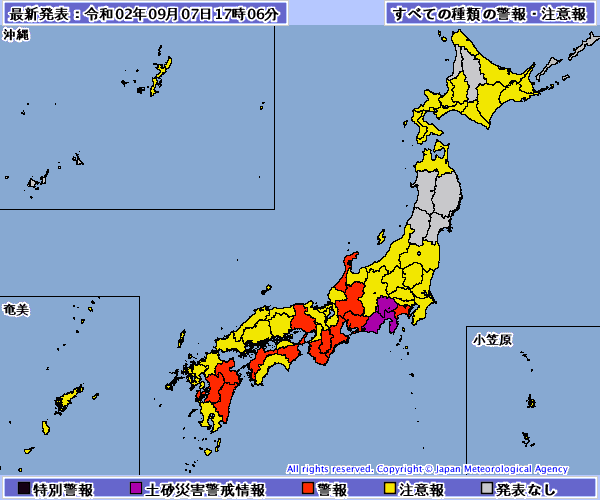 最新発表：令和02年09月07日17時06分
すべての種類の警報・注意報
沖縄
奄美
小笠原
All rights reserved. Copyright © Japan Meteorological Agency
特別警報 土砂災害警戒情報 警報 注意報 発表なし